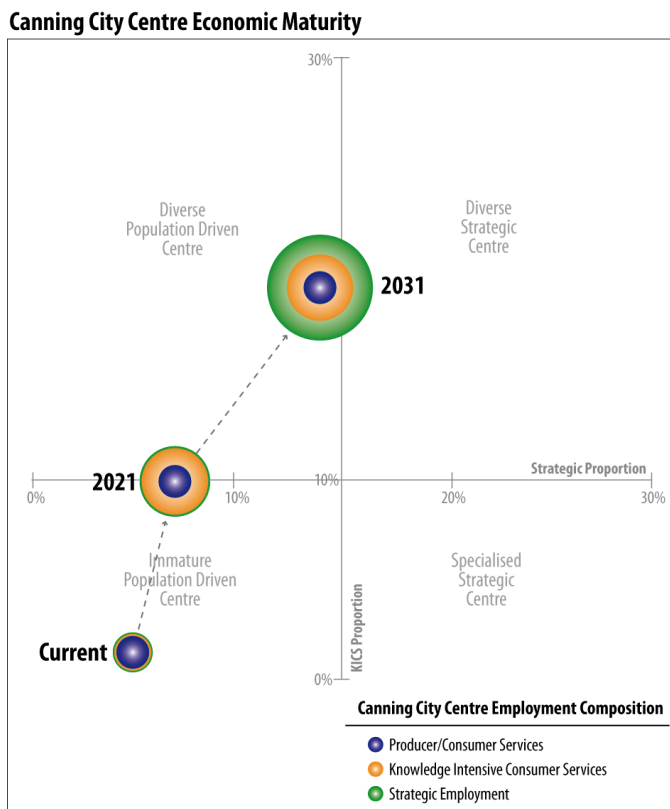 Canning City Centre Economic Maturity
30%
Diverse
Population Driven
Centre
Diverse
Strategic
Centre
2031
Strategic Proportion
2021
0%
10%
10%
20%
30%
Immature
Population Driven
Centre
Specialised
Strategic
Centre
KICS Proportion
Current
0%
Canning City Centre Employment Composition
Producer/Consumer Services
Knowledge Intensive Consumer Services
Strategic Employment